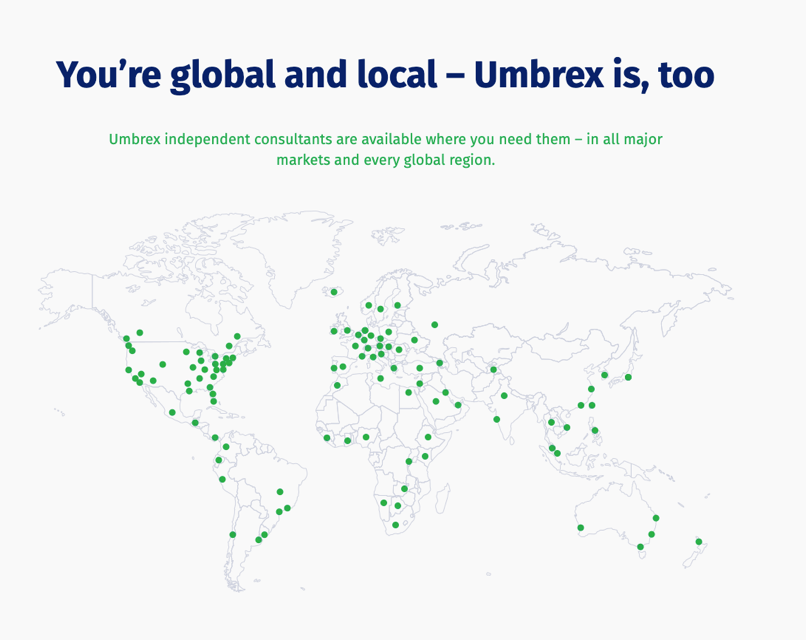 You’re global and local – Umbrex is, too
Umbrex independent consultants are available where you need them – in all major
markets and every global region.